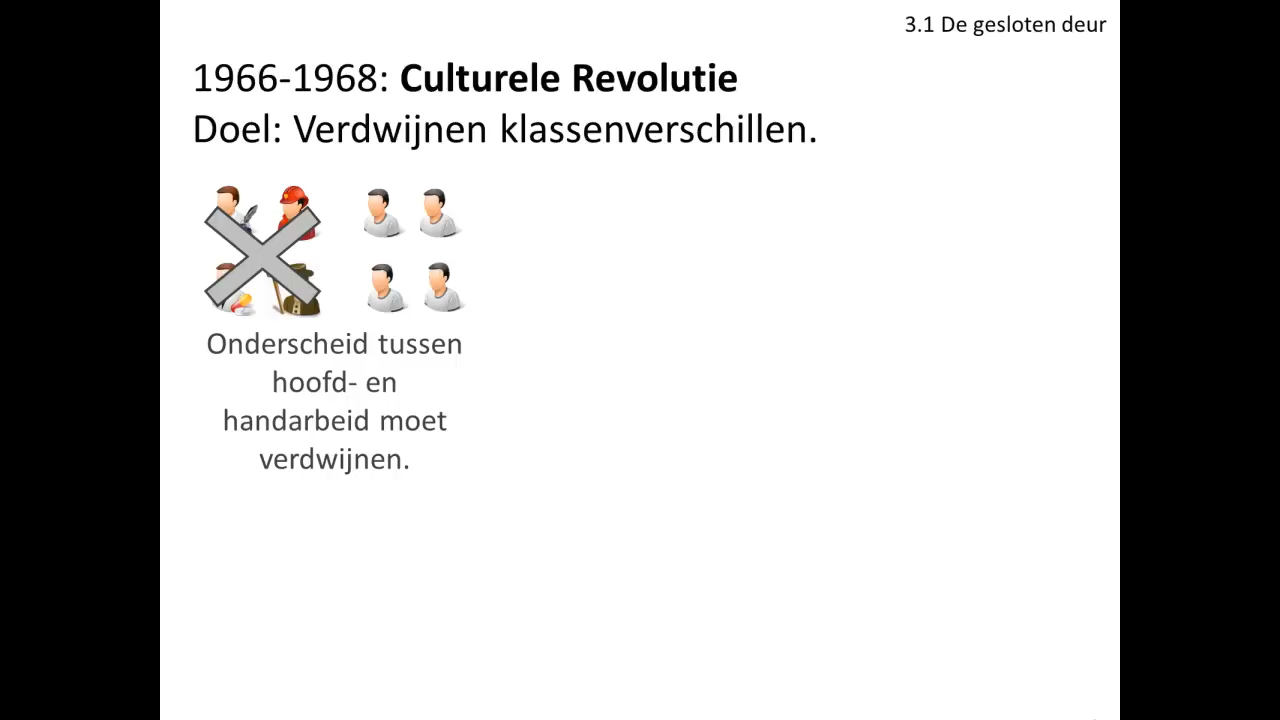 3.1 De gesloten deur
1966-1968: Culturele Revolutie
Doel: Verdwijnen klassenverschillen.
Onderscheid tussen
hoofd- en
handarbeid moet
verdwijnen.